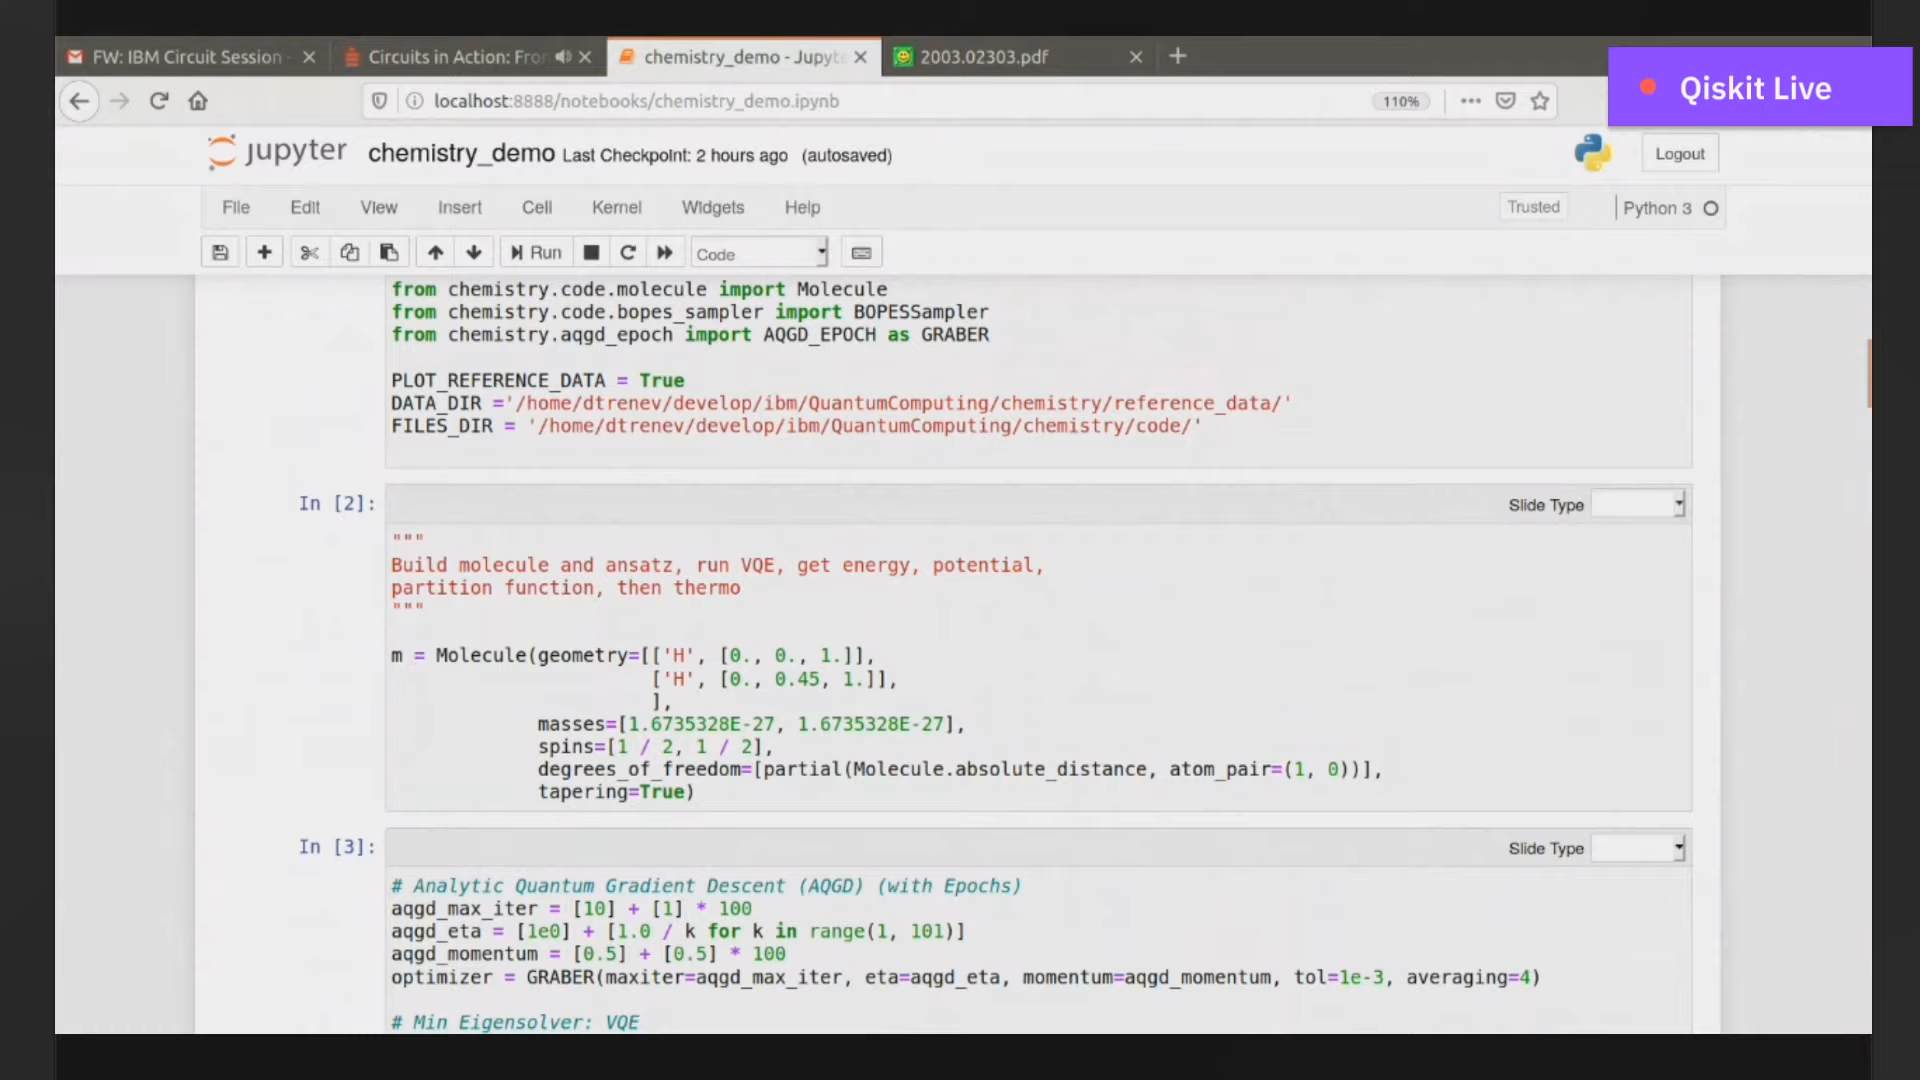 FW: IBM Circuit Session
Circuits in Action: Fro
chemistry_demo - Jupyte
2003.02303.pdf
localhost:8888/notebooks/chemistry_demo.ipynb
110%
Qiskit Live
jupyter chemistry_demo Last Checkpoint: 2 hours ago (autosaved)
Logout
File Edit View Insert Cell Kernel Widgets Help
Trusted
Python 3
Run
Code
from chemistry.code.molecule import Molecule
from chemistry.code.bopes_sampler import BOPESSampler
from chemistry.aqgd_epoch import AQGD_EPOCH as GRABER
PLOT_REFERENCE_DATA = True
DATA_DIR ='/home/dtrenev/develop/ibm/QuantumComputing/chemistry/reference_data/'
FILES_DIR = '/home/dtrenev/develop/ibm/QuantumComputing/chemistry/code/'
In [2]:
Slide Type
"""
Build molecule and ansatz, run VQE, get energy, potential,
partition function, then thermo
"""
m = Molecule(geometry=[['H', [0., 0., 1.]],
['H', [0., 0.45, 1.]],
],
masses=[1.6735328E-27, 1.6735328E-27],
spins=[1 / 2, 1 / 2],
degrees_of_freedom=[partial(Molecule.absolute_distance, atom_pair=(1, 0))],
tapering=True)
In [3]:
Slide Type
# Analytic Quantum Gradient Descent (AQGD) (with Epochs)
aqgd_max_iter = [10] + [1] * 100
aqgd_eta = [1e0] + [1.0 / k for k in range(1, 101)]
aqgd_momentum = [0.5] + [0.5] * 100
optimizer = GRABER(maxiter=aqgd_max_iter, eta=aqgd_eta, momentum=aqgd_momentum, tol=1e-3, averaging=4)
# Min Eigensolver: VQE